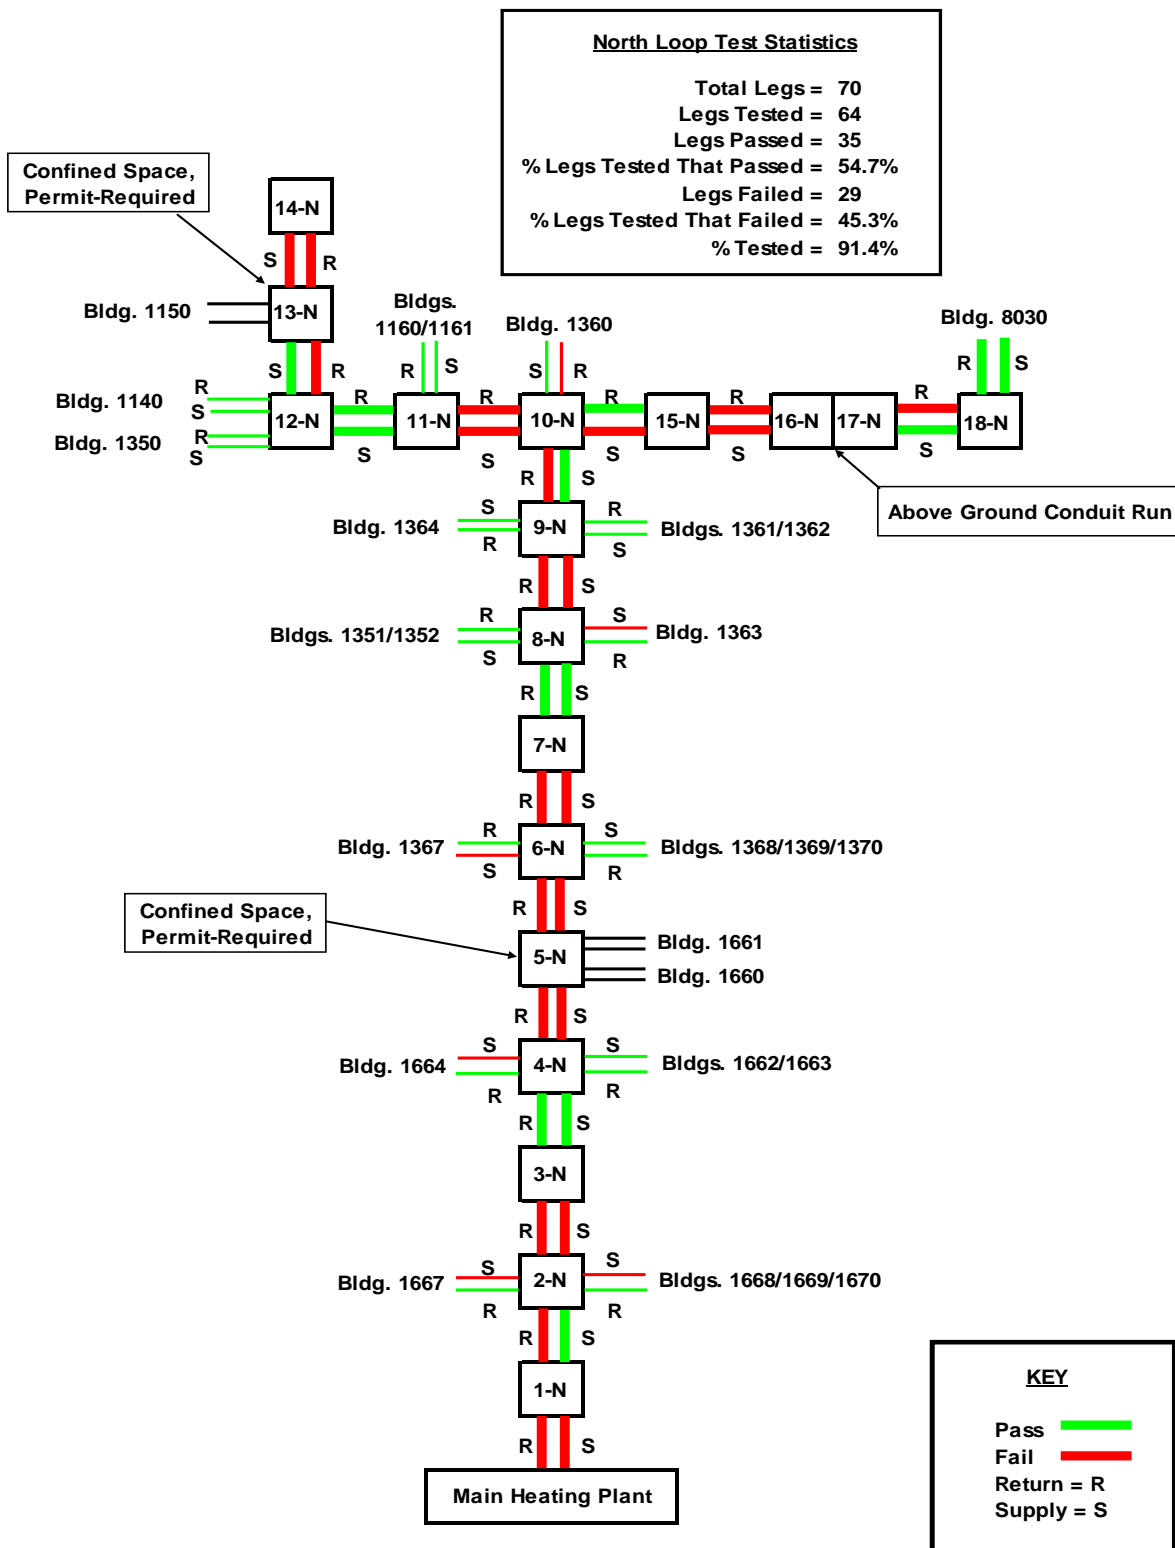 North Loop Test Statistics
Total Legs = 70
Legs Tested = 64
Legs Passed = 35
% Legs Tested That Passed = 54.7%
Legs Failed = 29
% Legs Tested That Failed = 45.3%
% Tested = 91.4%
Confined Space,
Permit-Required
14-N
S R
Bldg. 1150
13-N
Bldgs.
1160/1161
Bldg. 1360
Bldg. 8030
S R
R S
S R
R S
Bldg. 1140
R
S
Bldg. 1350
R
S
12-N
R
S
11-N
R
S
10-N
R
S
15-N
R
S
16-N
17-N
R
S
18-N
Above Ground Conduit Run
R S
Bldg. 1364
S
R
9-N
R
S
Bldgs. 1361/1362
R S
Bldgs. 1351/1352
R
S
8-N
S
R
Bldg. 1363
R S
7-N
R S
Bldg. 1367
R
S
6-N
S
R
Bldgs. 1368/1369/1370
R S
Confined Space,
Permit-Required
5-N
Bldg. 1661
Bldg. 1660
R S
Bldg. 1664
S
R
4-N
S
R
Bldgs. 1662/1663
R S
3-N
R S
Bldg. 1667
S
R
2-N
S
R
Bldgs. 1668/1669/1670
R S
1-N
R S
Main Heating Plant
KEY
Pass
Fail
Return = R
Supply = S